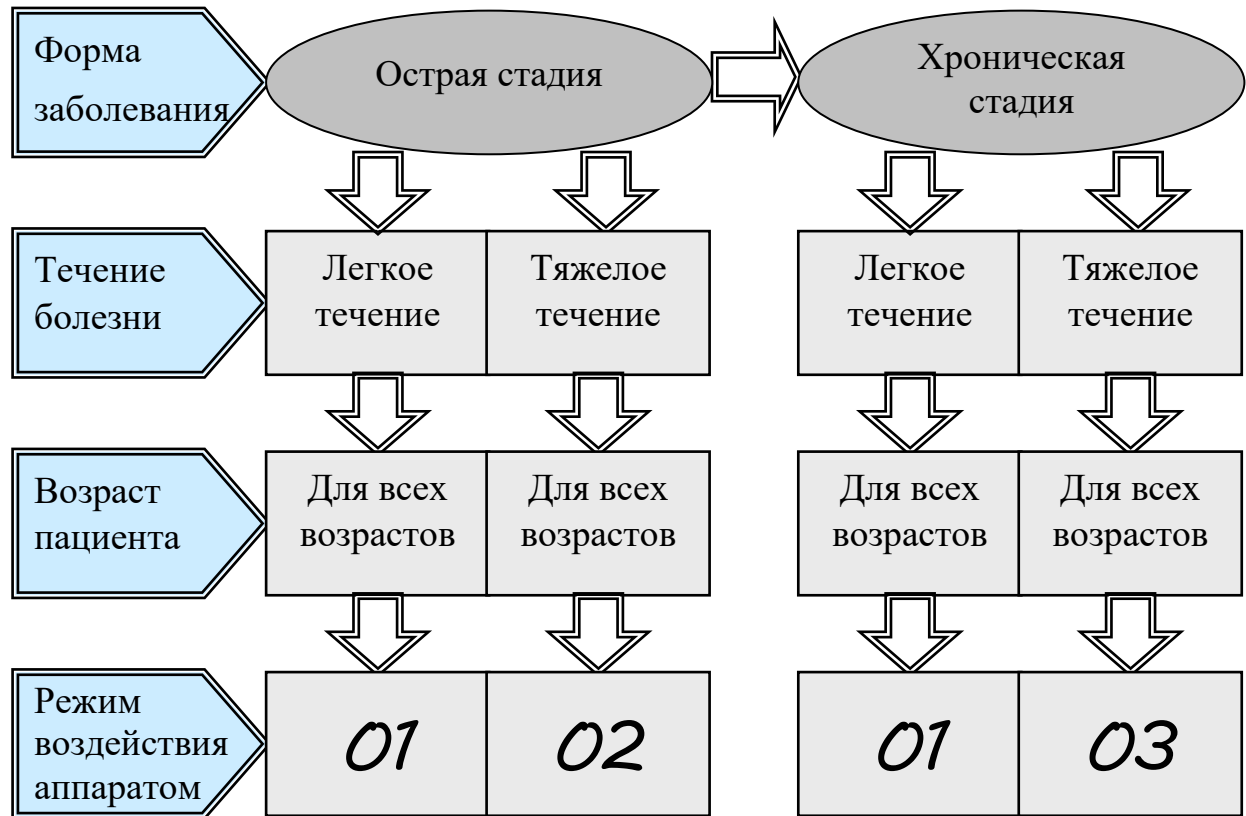 Форма
заболевания
Острая стадия
Хроническая
стадия
Течение
болезни
Легкое
течение
Тяжелое
течение
Легкое
течение
Тяжелое
течение
Возраст
пациента
Для всех
возрастов
Для всех
возрастов
Для всех
возрастов
Для всех
возрастов
Режим
воздействия
аппаратом
01
02
01
03